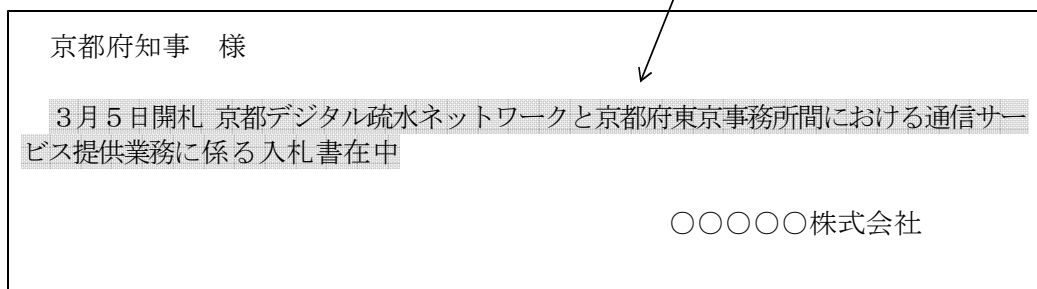 京都府知事　様
３月５日開札 京都デジタル疏水ネットワークと京都府東京事務所間における通信サー
ビス提供業務に係る入札書在中
○○○○○株式会社